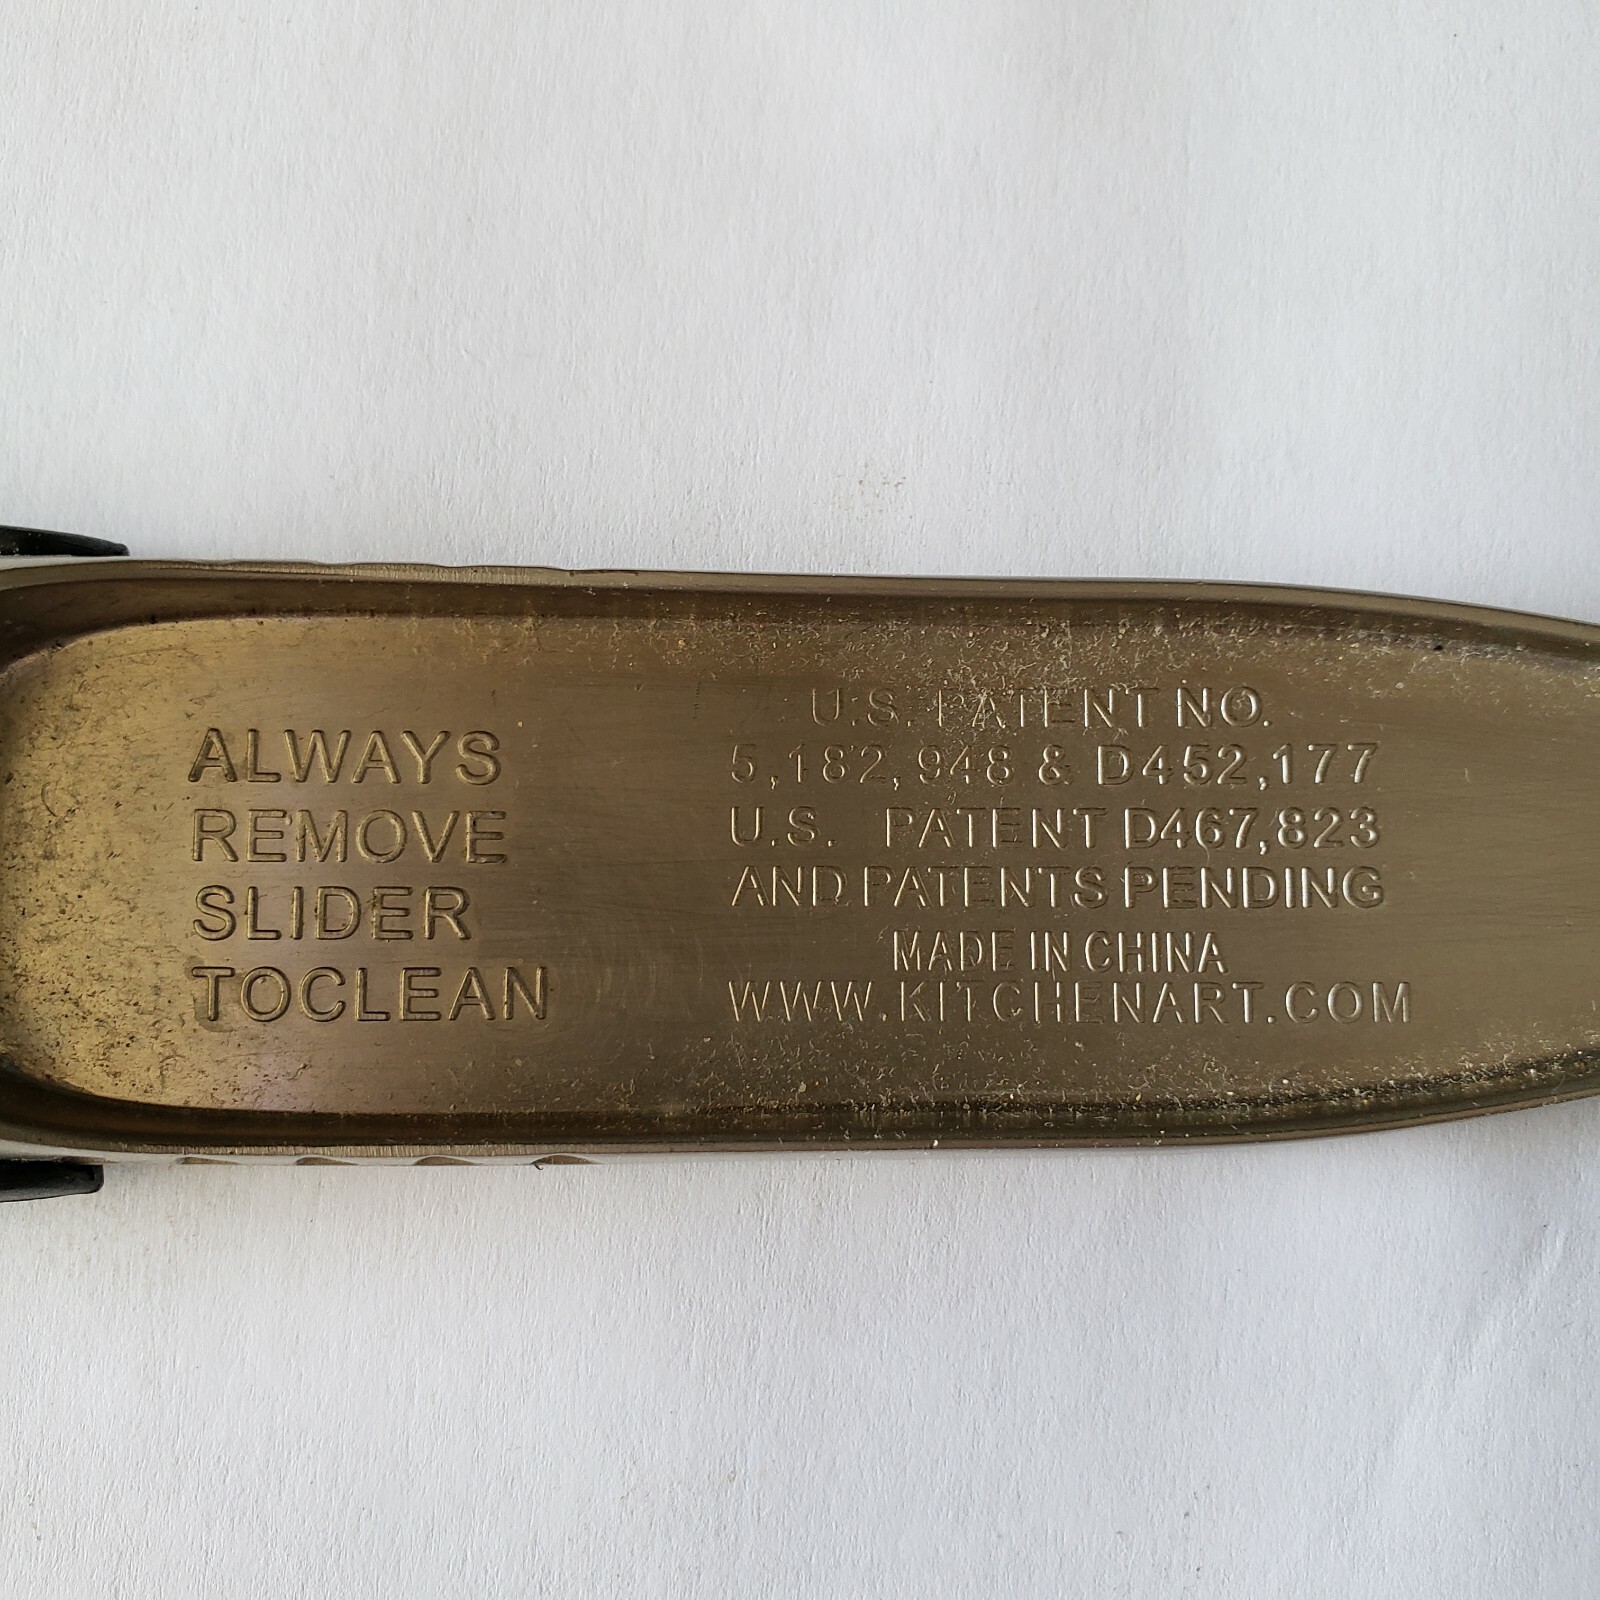 ALWAYS
REMOVE
SLIDER
TOCLEAN
U.S. PATENT NO.
5,182,948 & D452,177
U.S. PATENT D467,823
AND PATENTS PENDING
MADE IN CHINA
WWW.KITCHENART.COM